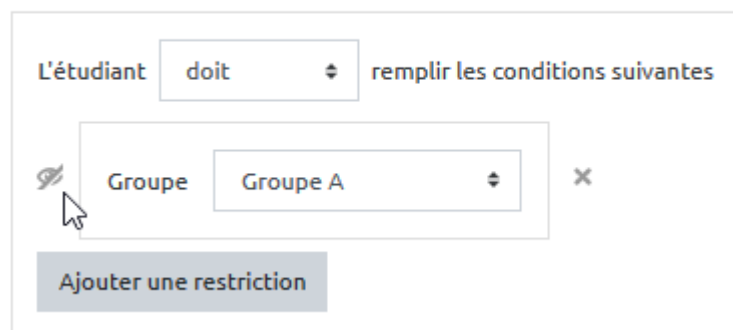 L'étudiant doit remplir les conditions suivantes
Groupe Groupe A
Ajouter une restriction